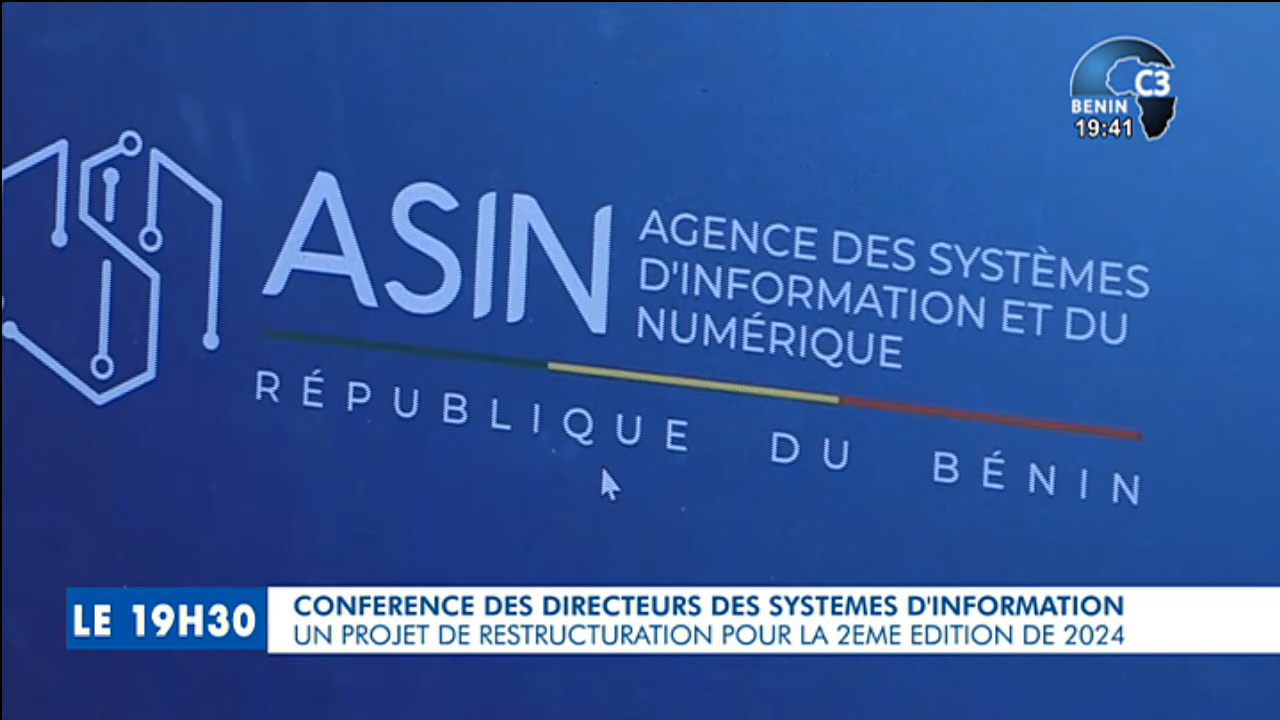 C3
BENIN
19:41
ASIN
AGENCE DES SYSTÈMES
D'INFORMATION ET DU
NUMÉRIQUE
RÉPUBLIQUE DU BÉNIN
LE 19H30
CONFERENCE DES DIRECTEURS DES SYSTEMES D'INFORMATION
UN PROJET DE RESTRUCTURATION POUR LA 2EME EDITION DE 2024